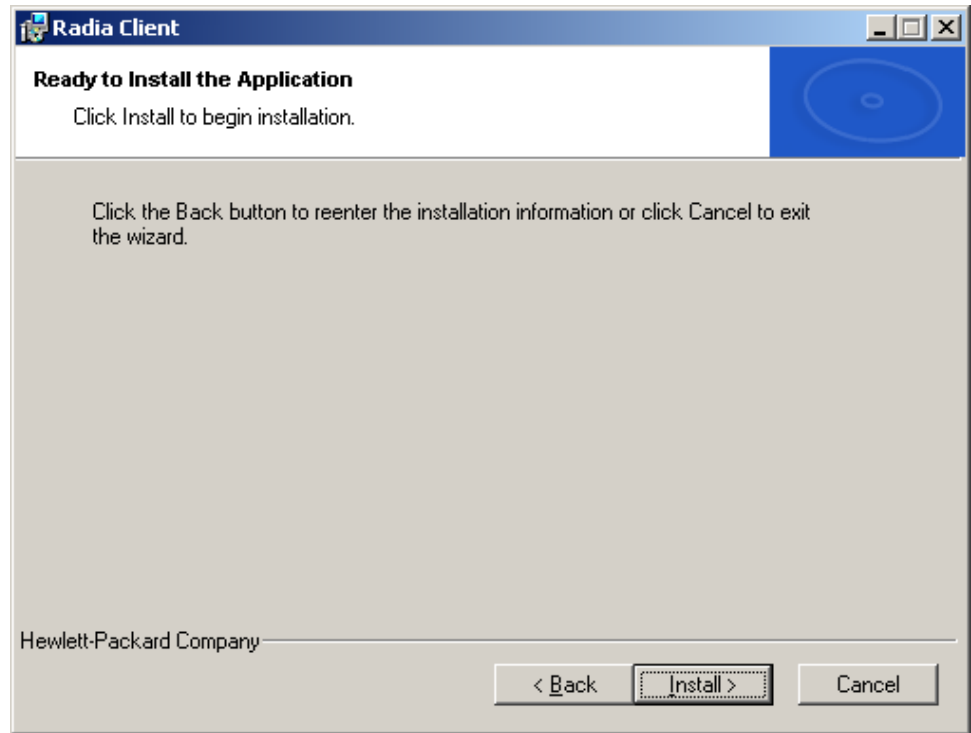 Radia Client
Ready to Install the Application
Click Install to begin installation.
Click the Back button to reenter the installation information or click Cancel to exit
the wizard.
Hewlett-Packard Company
< Back
Install >
Cancel